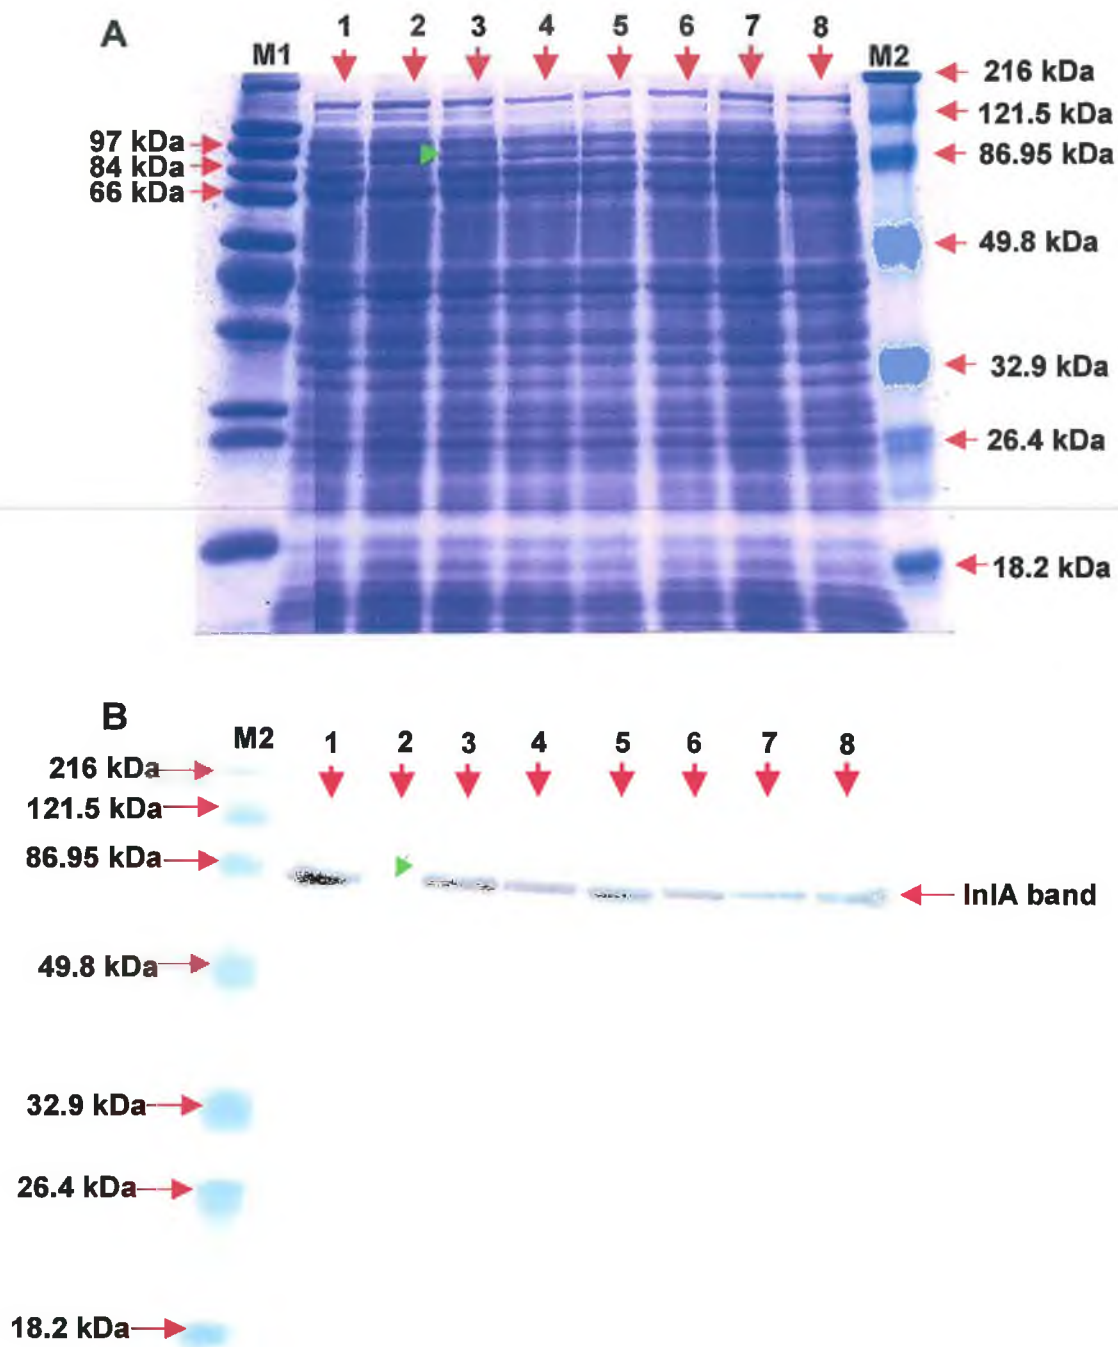 A
M1 1 2 3 4 5 6 7 8 M2
216 kDa
121.5 kDa
97 kDa
84 kDa
66 kDa
86.95 kDa
49.8 kDa
32.9 kDa
26.4 kDa
18.2 kDa
B
M2 1 2 3 4 5 6 7 8
216 kDa
121.5 kDa
86.95 kDa
InlA band
49.8 kDa
32.9 kDa
26.4 kDa
18.2 kDa